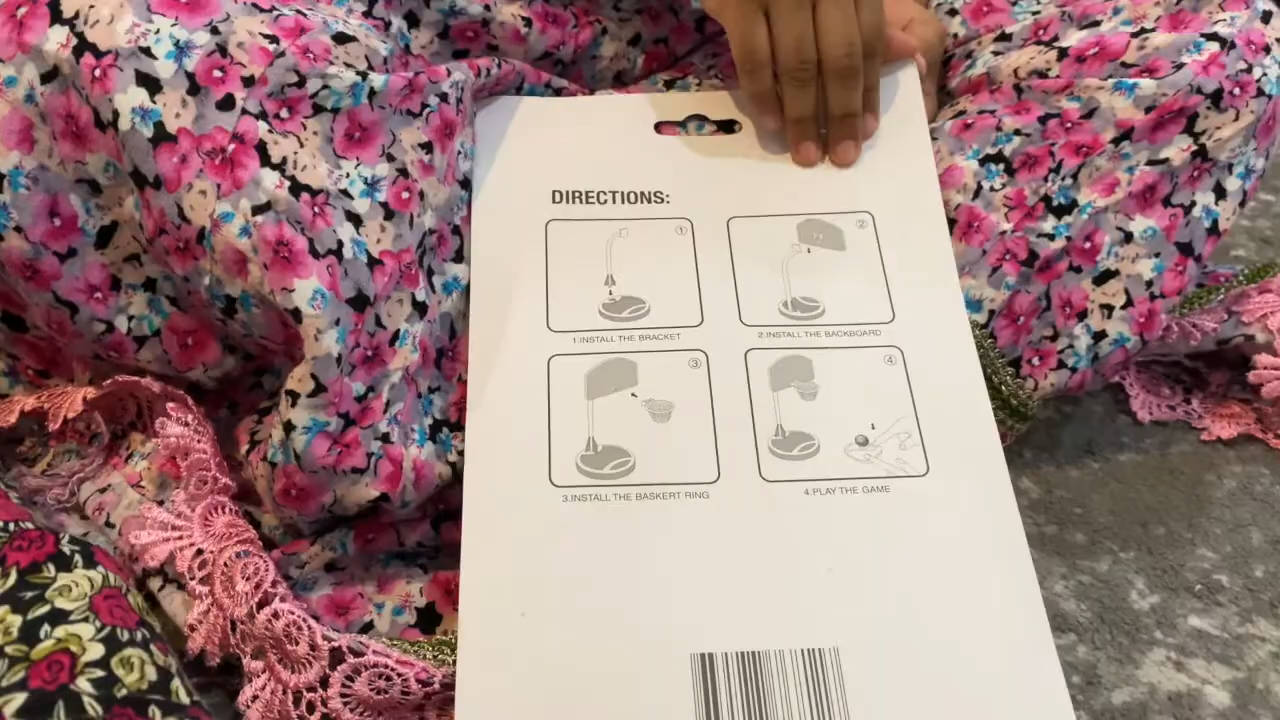 DIRECTIONS:
①
②
1.INSTALL THE BRACKET
2.INSTALL THE BACKBOARD
③
④
3.INSTALL THE BASKERT RING
4.PLAY THE GAME